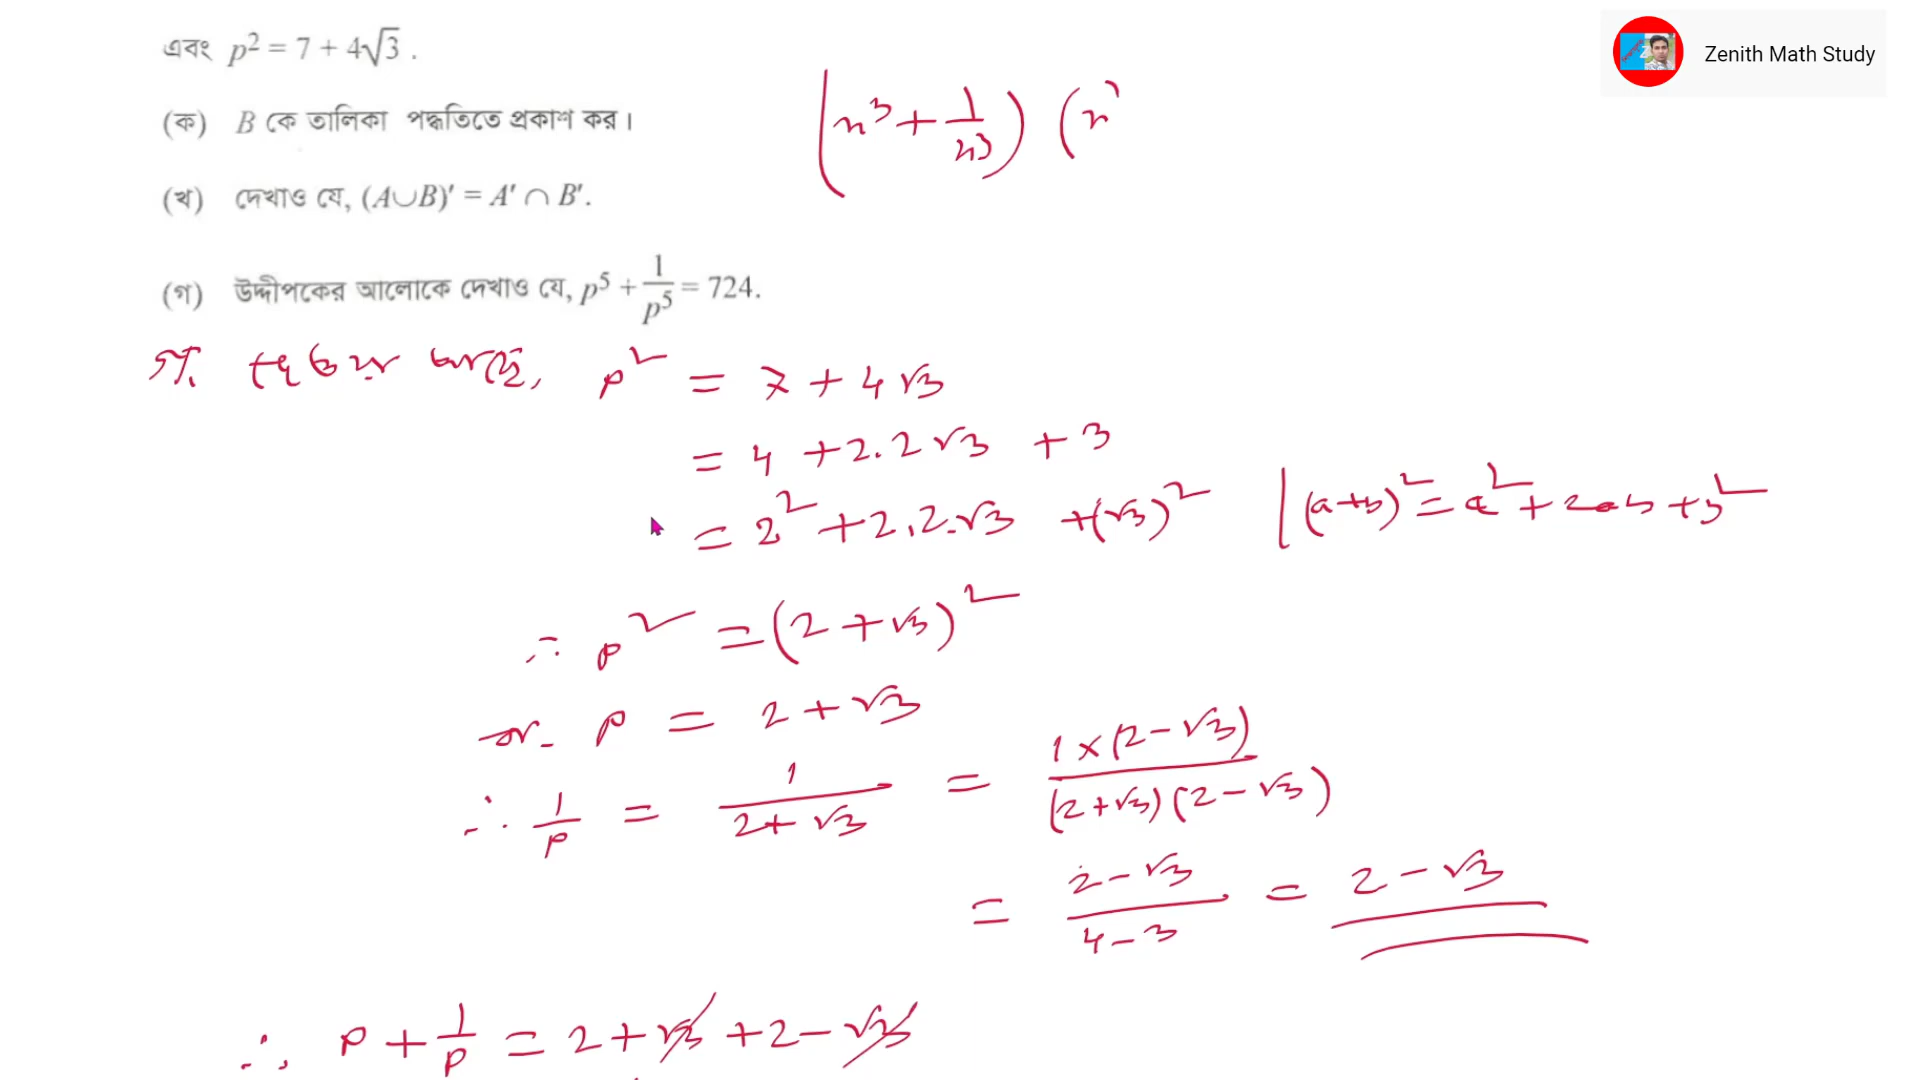 এবং p² = 7 + 4√3 .
Zenith Math Study
(ক) B কে তালিকা পদ্ধতিতে প্রকাশ কর।
(x³ + 1/x³) (x²
(খ) দেখাও যে, (A∪B)′ = A′ ∩ B′.
(গ) উদ্দীপকের আলোকে দেখাও যে, p⁵ + 1/p⁵ = 724.
গ. দেওয়া আছে, p² = 7 + 4√3
= 4 + 2.2√3 + 3
= 2² + 2.2.√3 + (√3)² | (a+b)² = a² + 2ab + b²
∴ p² = (2 + √3)²
or. p = 2 + √3
∴ 1/p = 1/(2+√3) = 1×(2-√3)/(2+√3)(2-√3)
= (2-√3)/(4-3) = 2-√3
∴ p + 1/p = 2+√3 + 2-√3